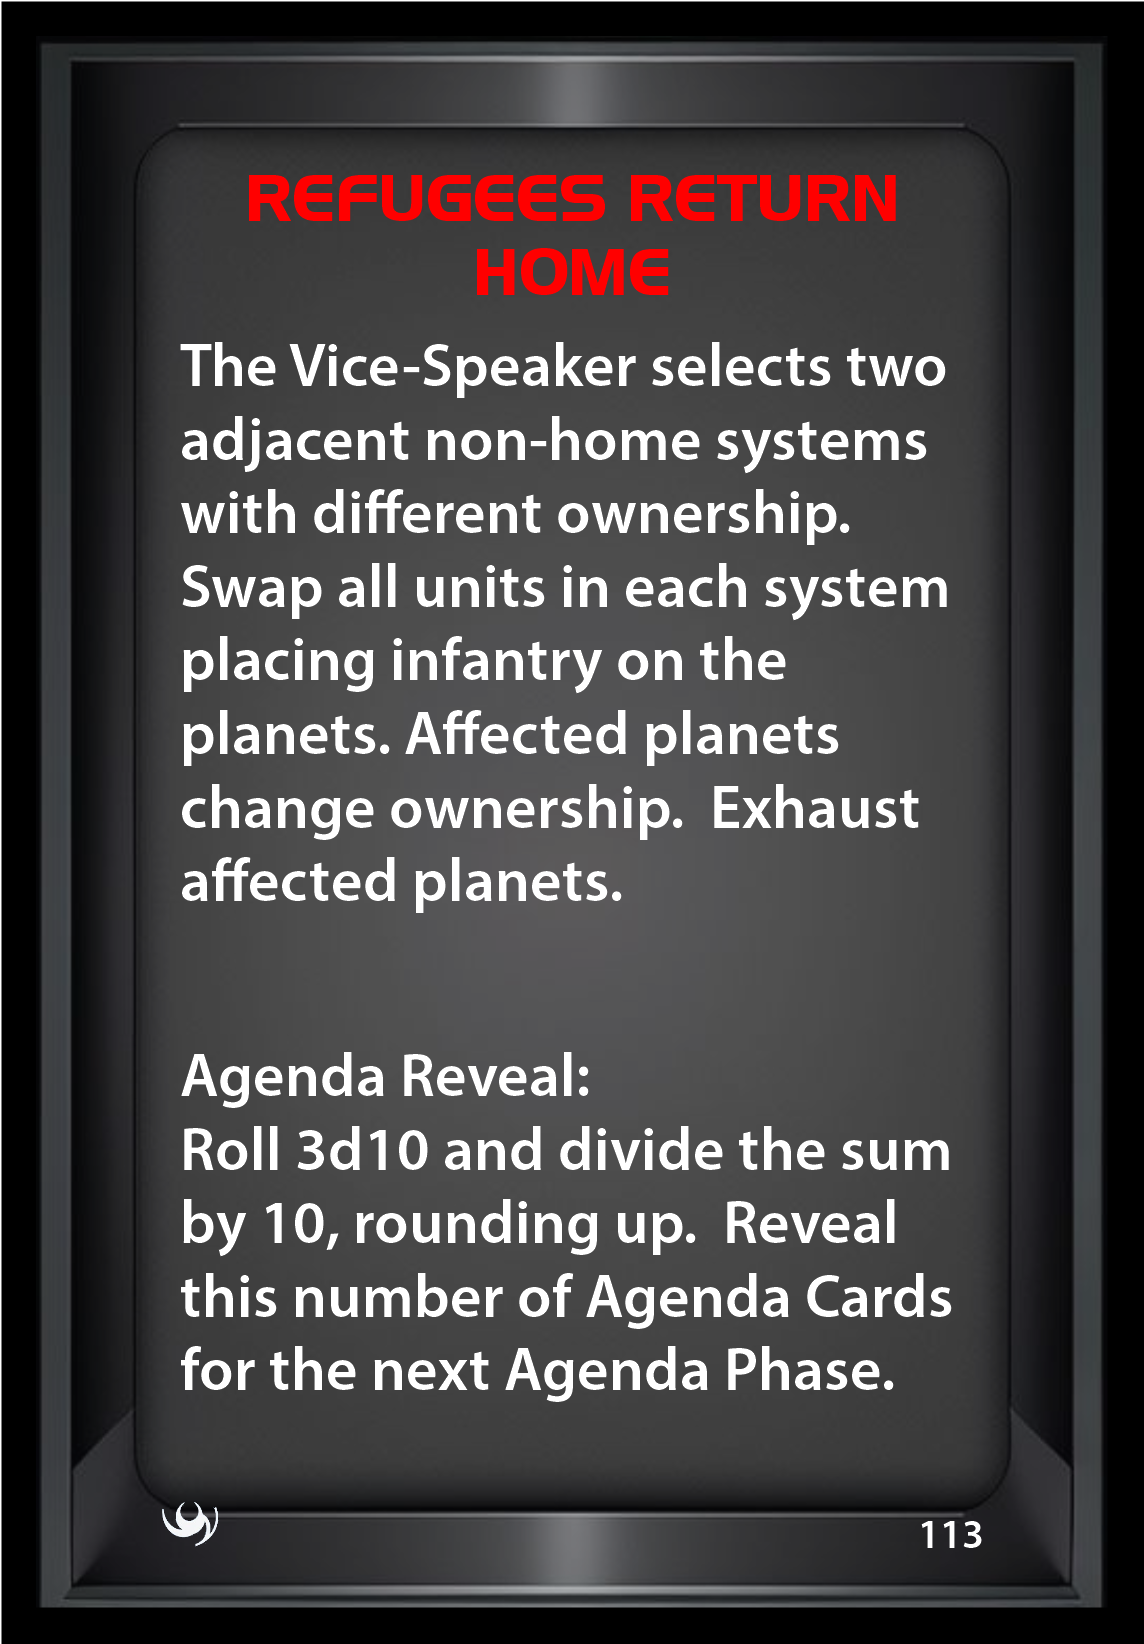 REFUGEES RETURN
HOME
The Vice-Speaker selects two
adjacent non-home systems
with different ownership.
Swap all units in each system
placing infantry on the
planets. Affected planets
change ownership.  Exhaust
affected planets.
Agenda Reveal:
Roll 3d10 and divide the sum
by 10, rounding up.  Reveal
this number of Agenda Cards
for the next Agenda Phase.
113